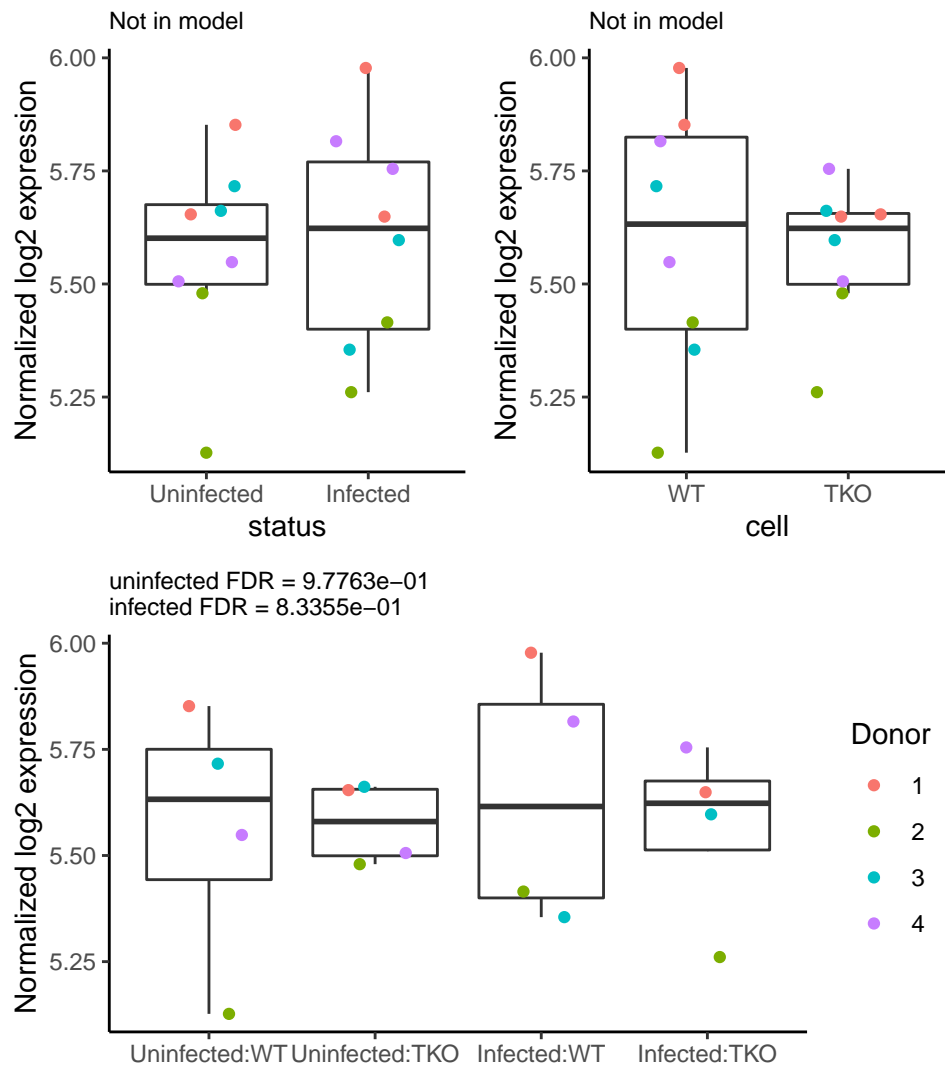 Not in model
Normalized log2 expression
6.00
5.75
5.50
5.25
Uninfected Infected
status
Not in model
Normalized log2 expression
6.00
5.75
5.50
5.25
WT TKO
cell
uninfected FDR = 9.7763e−01
infected FDR = 8.3355e−01
Normalized log2 expression
6.00
5.75
5.50
5.25
Uninfected:WT Uninfected:TKO Infected:WT Infected:TKO
Donor
1
2
3
4